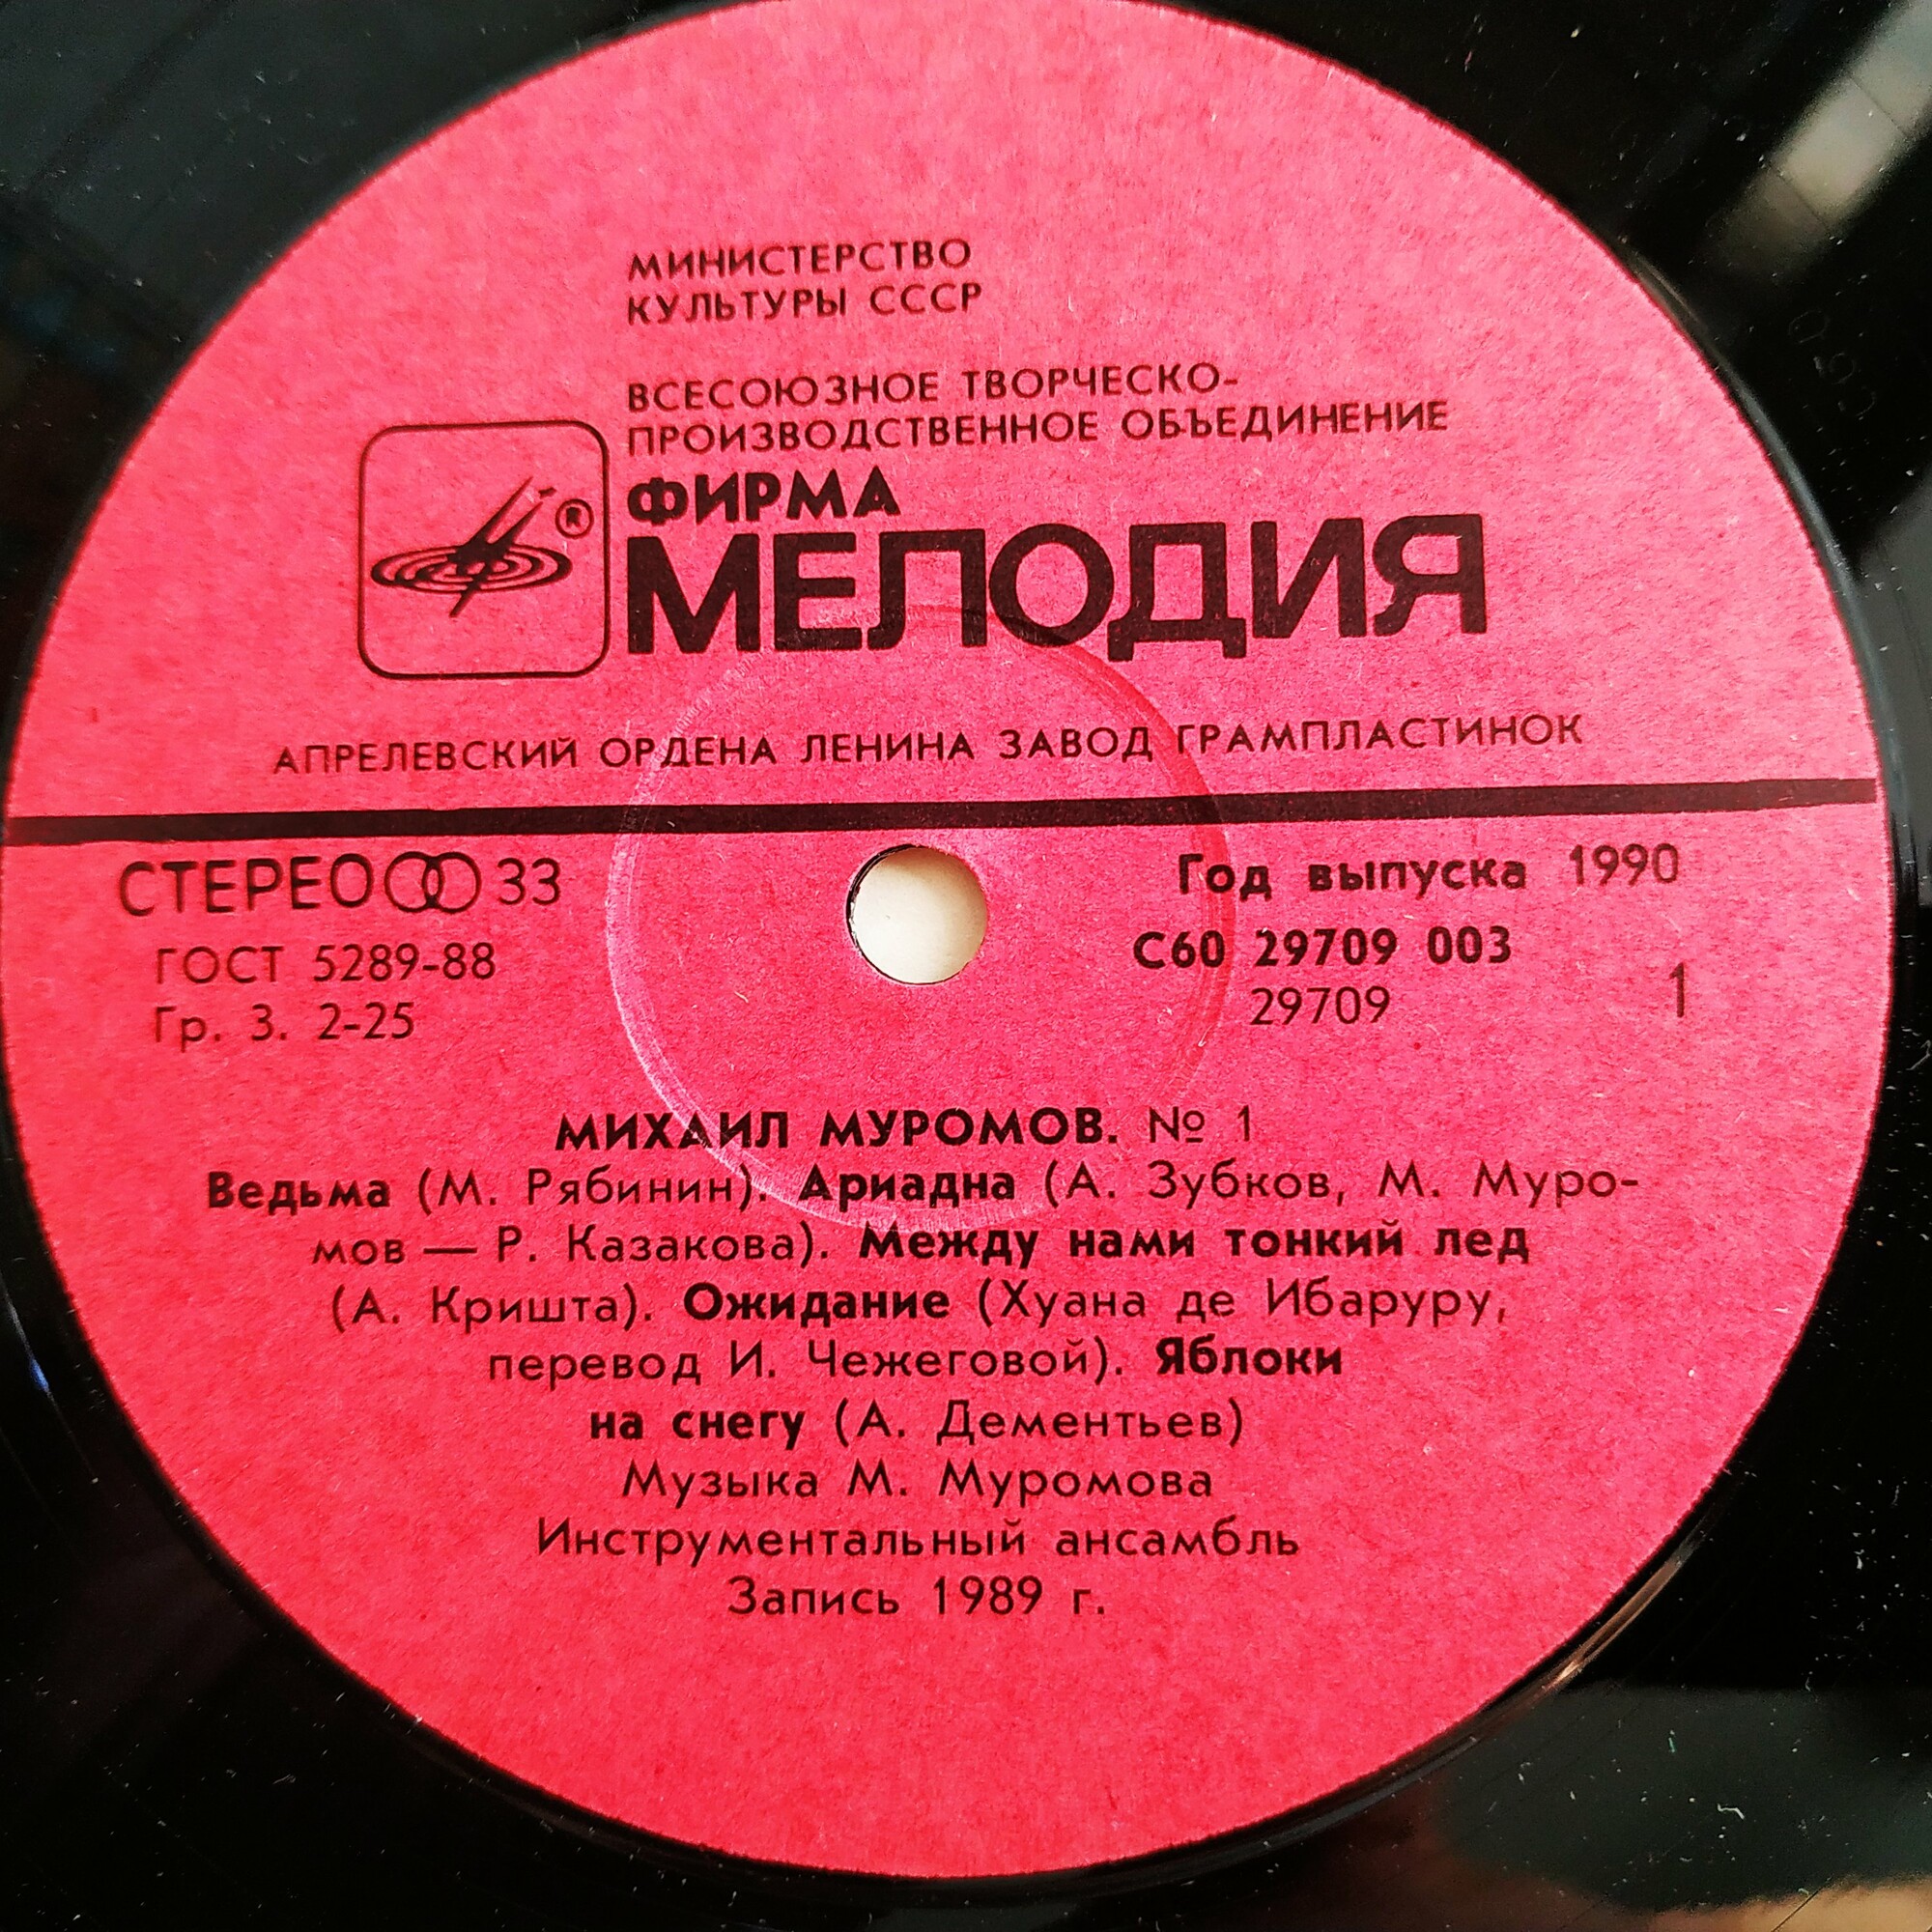 МИНИСТЕРСТВО
КУЛЬТУРЫ СССР
ВСЕСОЮЗНОЕ ТВОРЧЕСКО-
ПРОИЗВОДСТВЕННОЕ ОБЪЕДИНЕНИЕ
ФИРМА
®
МЕЛОДИЯ
АПРЕЛЕВСКИЙ ОРДЕНА ЛЕНИНА ЗАВОД ГРАМПЛАСТИНОК
СТЕРЕО 33
Год выпуска 1990
ГОСТ 5289-88
С60 29709 003
Гр. 3. 2-25
29709
1
МИХАИЛ МУРОМОВ. № 1
Ведьма (М. Рябинин). Ариадна (А. Зубков, М. Муро-
мов — Р. Казакова). Между нами тонкий лед
(А. Кришта). Ожидание (Хуана де Ибаруру,
перевод И. Чежеговой). Яблоки
на снегу (А. Дементьев)
Музыка М. Муромова
Инструментальный ансамбль
Запись 1989 г.